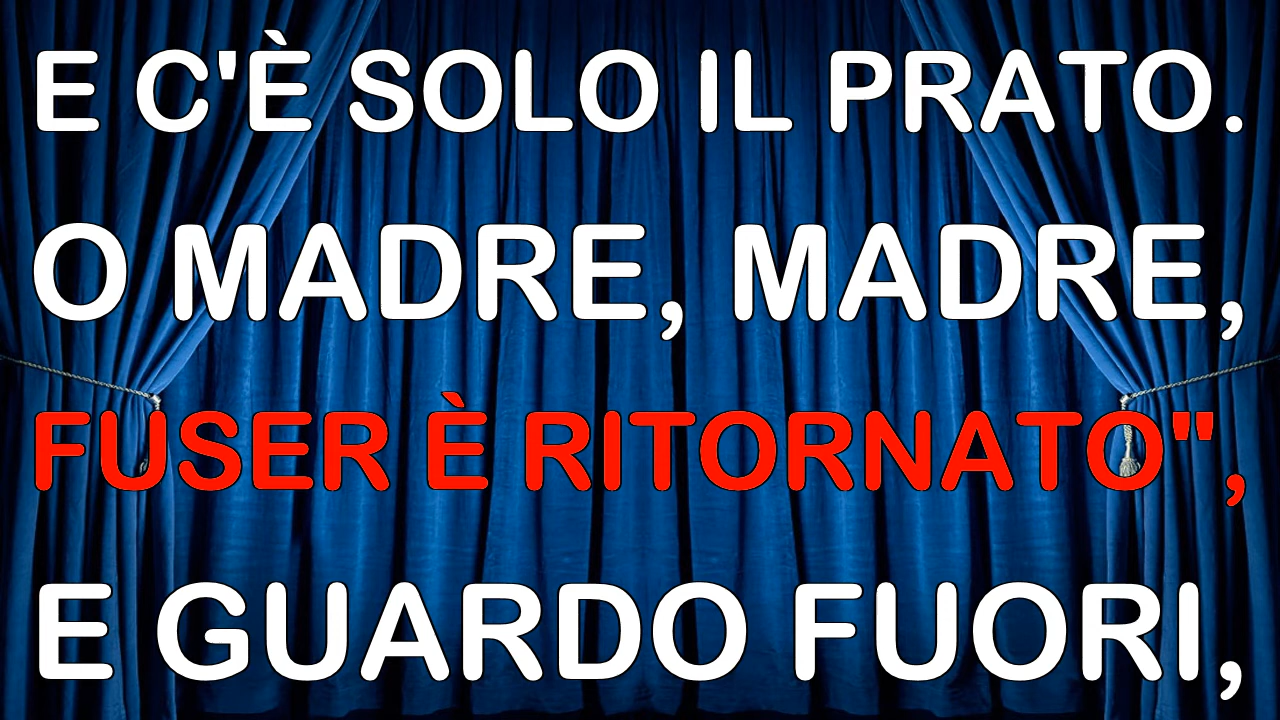 E C'È SOLO IL PRATO.
O MADRE, MADRE,
FUSER È RITORNATO",
E GUARDO FUORI,